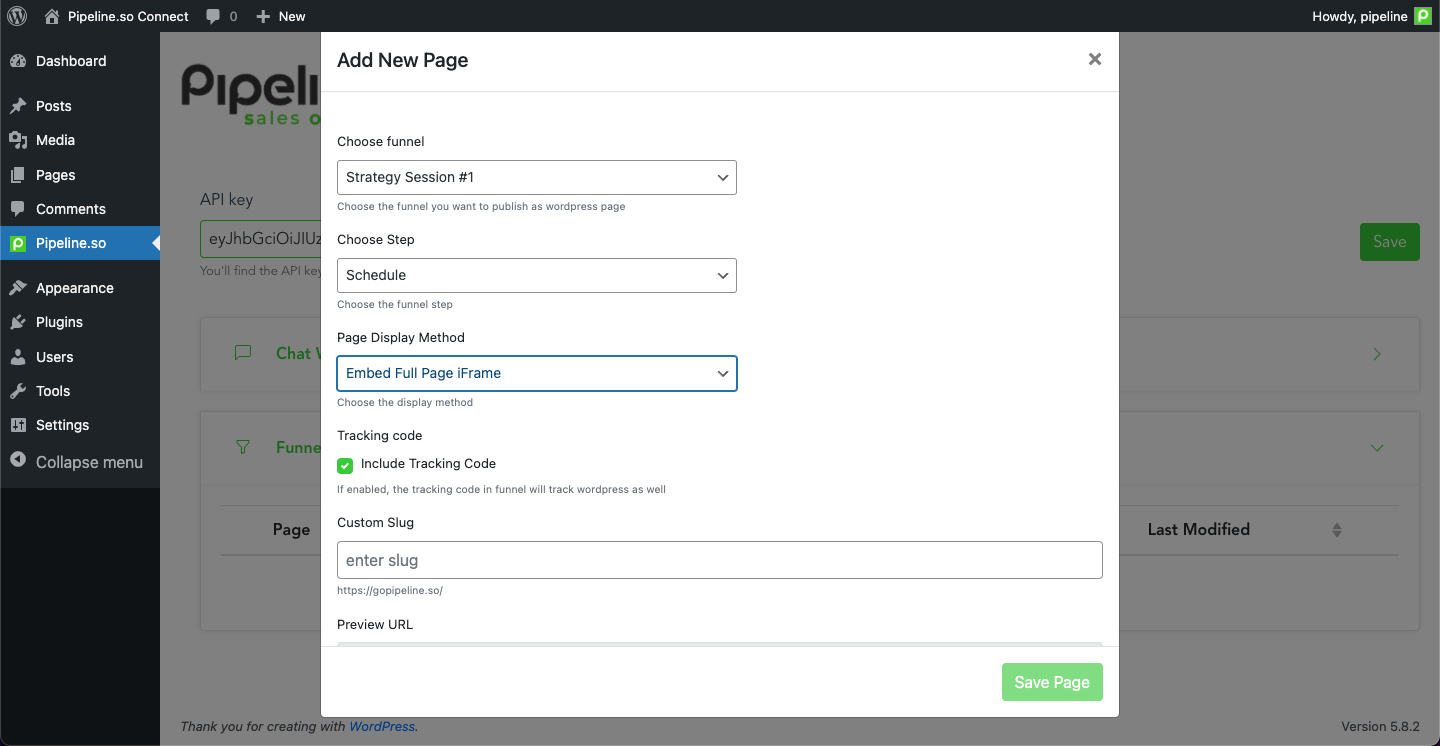 Pipeline.so Connect 0 New Howdy, pipeline
Dashboard
Posts
Media
Pages
Comments
Pipeline.so
Appearance
Plugins
Users
Tools
Settings
Collapse menu
Pipeli
sales o
API key
eyJhbGciOiJIUz
You'll find the API key
Save
Chat
Funne
Page
Last Modified
Add New Page
Choose funnel
Strategy Session #1
Choose the funnel you want to publish as wordpress page
Choose Step
Schedule
Choose the funnel step
Page Display Method
Embed Full Page iFrame
Choose the display method
Tracking code
Include Tracking Code
If enabled, the tracking code in funnel will track wordpress as well
Custom Slug
enter slug
https://gopipeline.so/
Preview URL
Save Page
Thank you for creating with WordPress.
Version 5.8.2